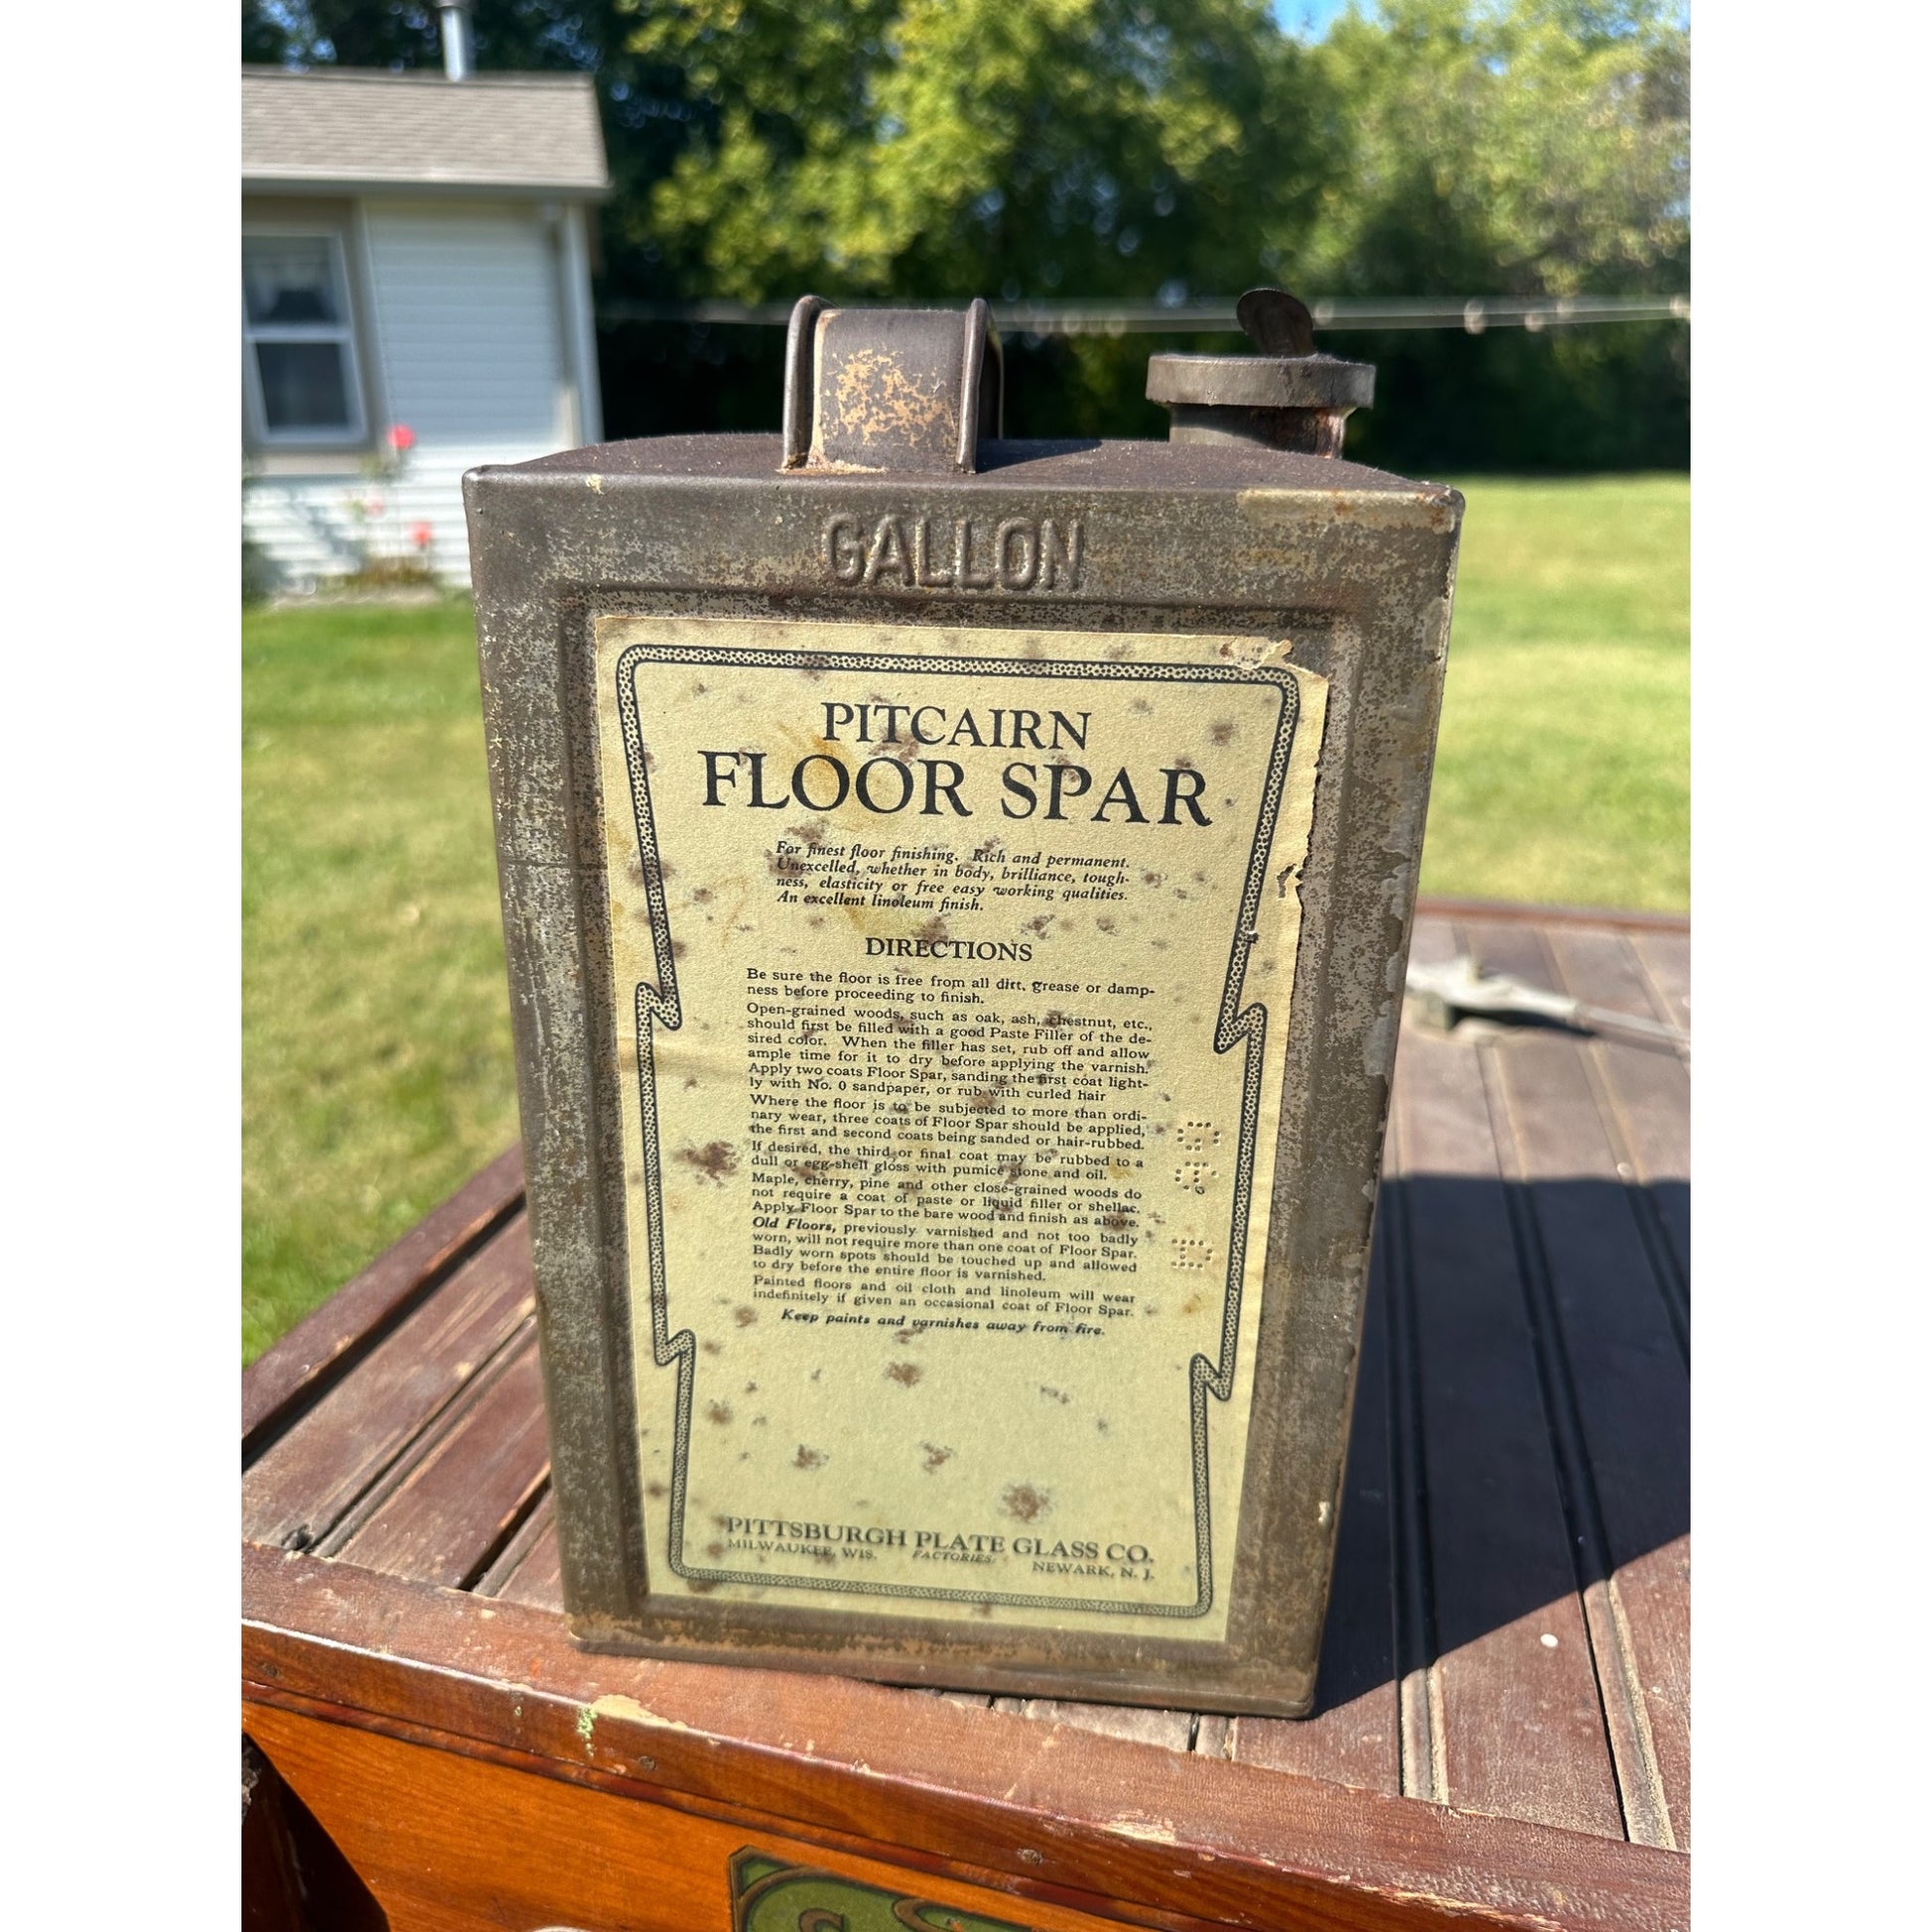 GALLON
PITCAIRN
FLOOR SPAR
For finest floor finishing. Rich and permanent.
Unexcelled, whether in body, brilliance, tough-
ness, elasticity or free easy working qualities.
An excellent linoleum finish.
DIRECTIONS
Be sure the floor is free from all dirt, grease or damp-
ness before proceeding to finish.
Open-grained woods, such as oak, ash, chestnut, etc.,
should first be filled with a good Paste Filler of the de-
sired color. When the filler has set, rub off and allow
ample time for it to dry before applying the varnish.
Apply two coats Floor Spar, sanding the first coat light-
ly with No. 0 sandpaper, or rub with curled hair
Where the floor is to be subjected to more than ordi-
nary wear, three coats of Floor Spar should be applied,
the first and second coats being sanded or hair-rubbed.
If desired, the third or final coat may be rubbed to a
dull or egg-shell gloss with pumice stone and oil.
Maple, cherry, pine and other close-grained woods do
not require a coat of paste or liquid filler or shellac.
Apply Floor Spar to the bare wood and finish as above.
Old Floors, previously varnished and not too badly
worn, will not require more than one coat of Floor Spar.
Badly worn spots should be touched up and allowed
to dry before the entire floor is varnished.
Painted floors and oil cloth and linoleum will wear
indefinitely if given an occasional coat of Floor Spar.
Keep paints and varnishes away from fire.
PITTSBURGH PLATE GLASS CO.
MILWAUKEE, WIS. FACTORIES: NEWARK, N. J.